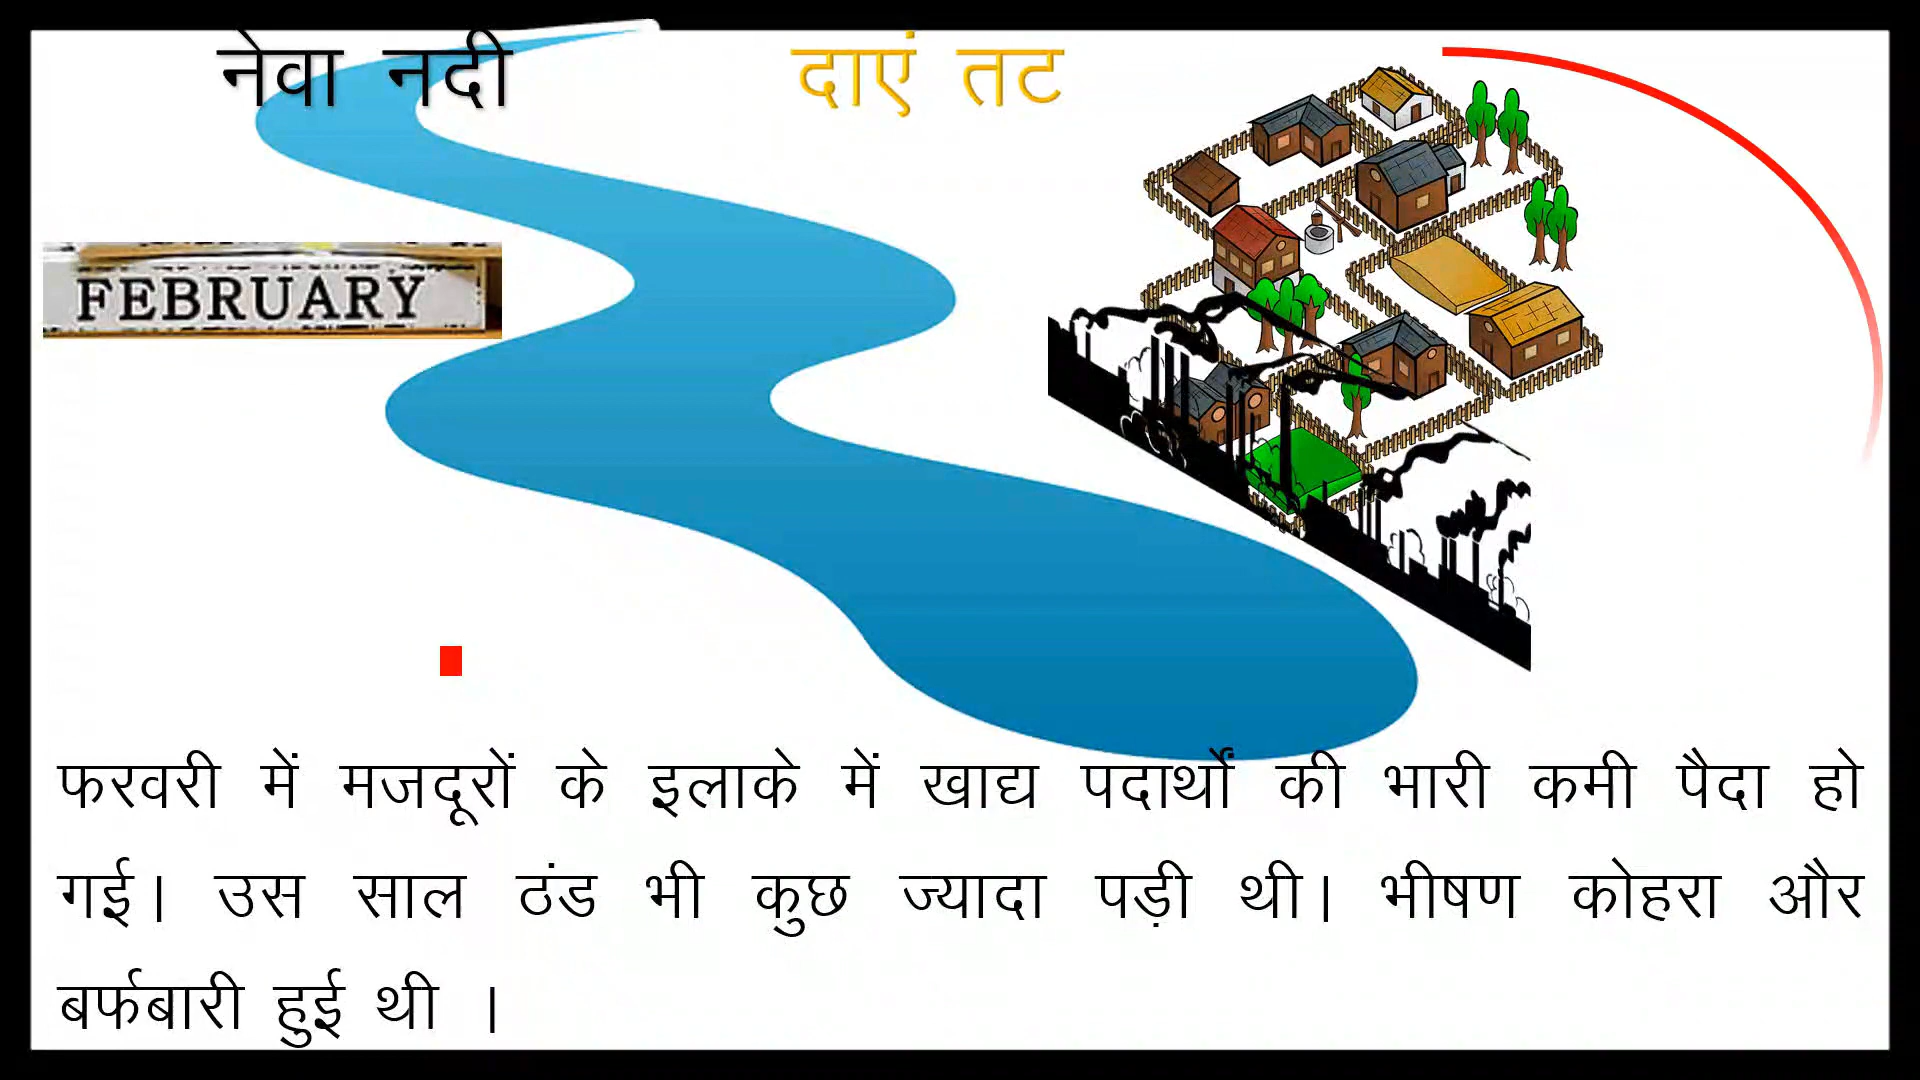 नेवा नदी
दाएं तट
FEBRUARY
फरवरी में मजदूरों के इलाके में खाद्य पदार्थों की भारी कमी पैदा हो
गई। उस साल ठंड भी कुछ ज्यादा पड़ी थी। भीषण कोहरा और
बर्फबारी हुई थी ।